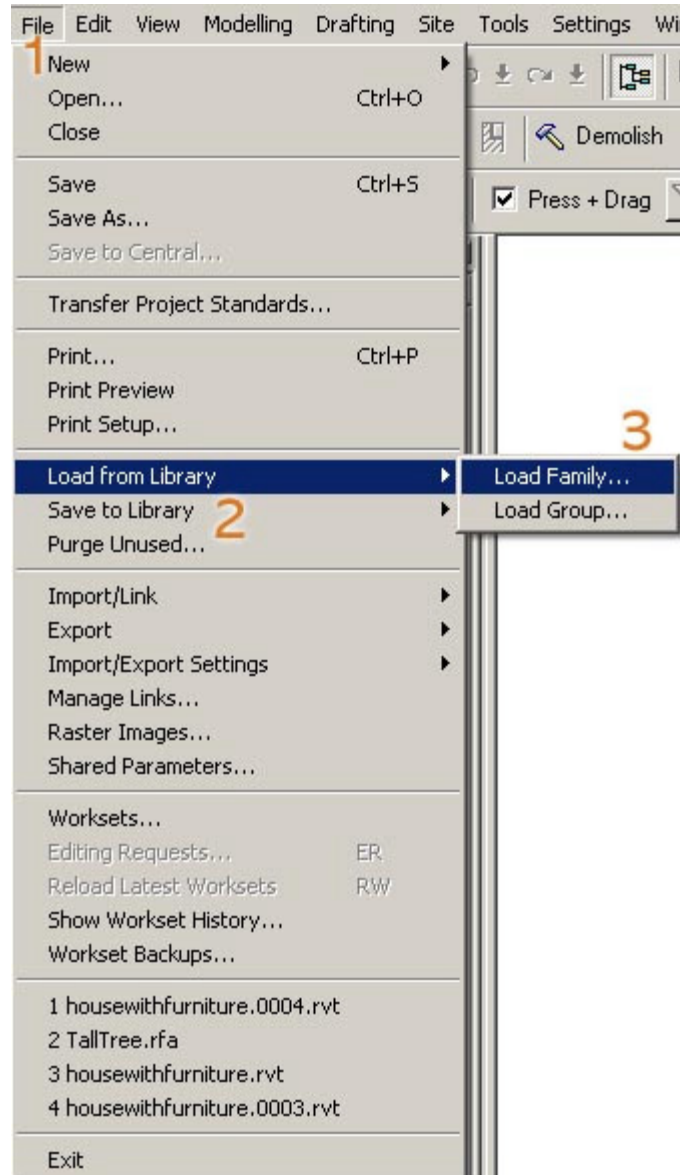 File Edit View Modelling Drafting Site Tools Settings
1
New
Open... Ctrl+O
Close
Demolish
Save Ctrl+S
Press + Drag
Save As...
Save to Central...
Transfer Project Standards...
Print... Ctrl+P
Print Preview
Print Setup...
3
Load from Library Load Family...
Save to Library 2 Load Group...
Purge Unused...
Import/Link
Export
Import/Export Settings
Manage Links...
Raster Images...
Shared Parameters...
Worksets...
Editing Requests... ER
Reload Latest Worksets RW
Show Workset History...
Workset Backups...
1 housewithfurniture.0004.rvt
2 TallTree.rfa
3 housewithfurniture.rvt
4 housewithfurniture.0003.rvt
Exit